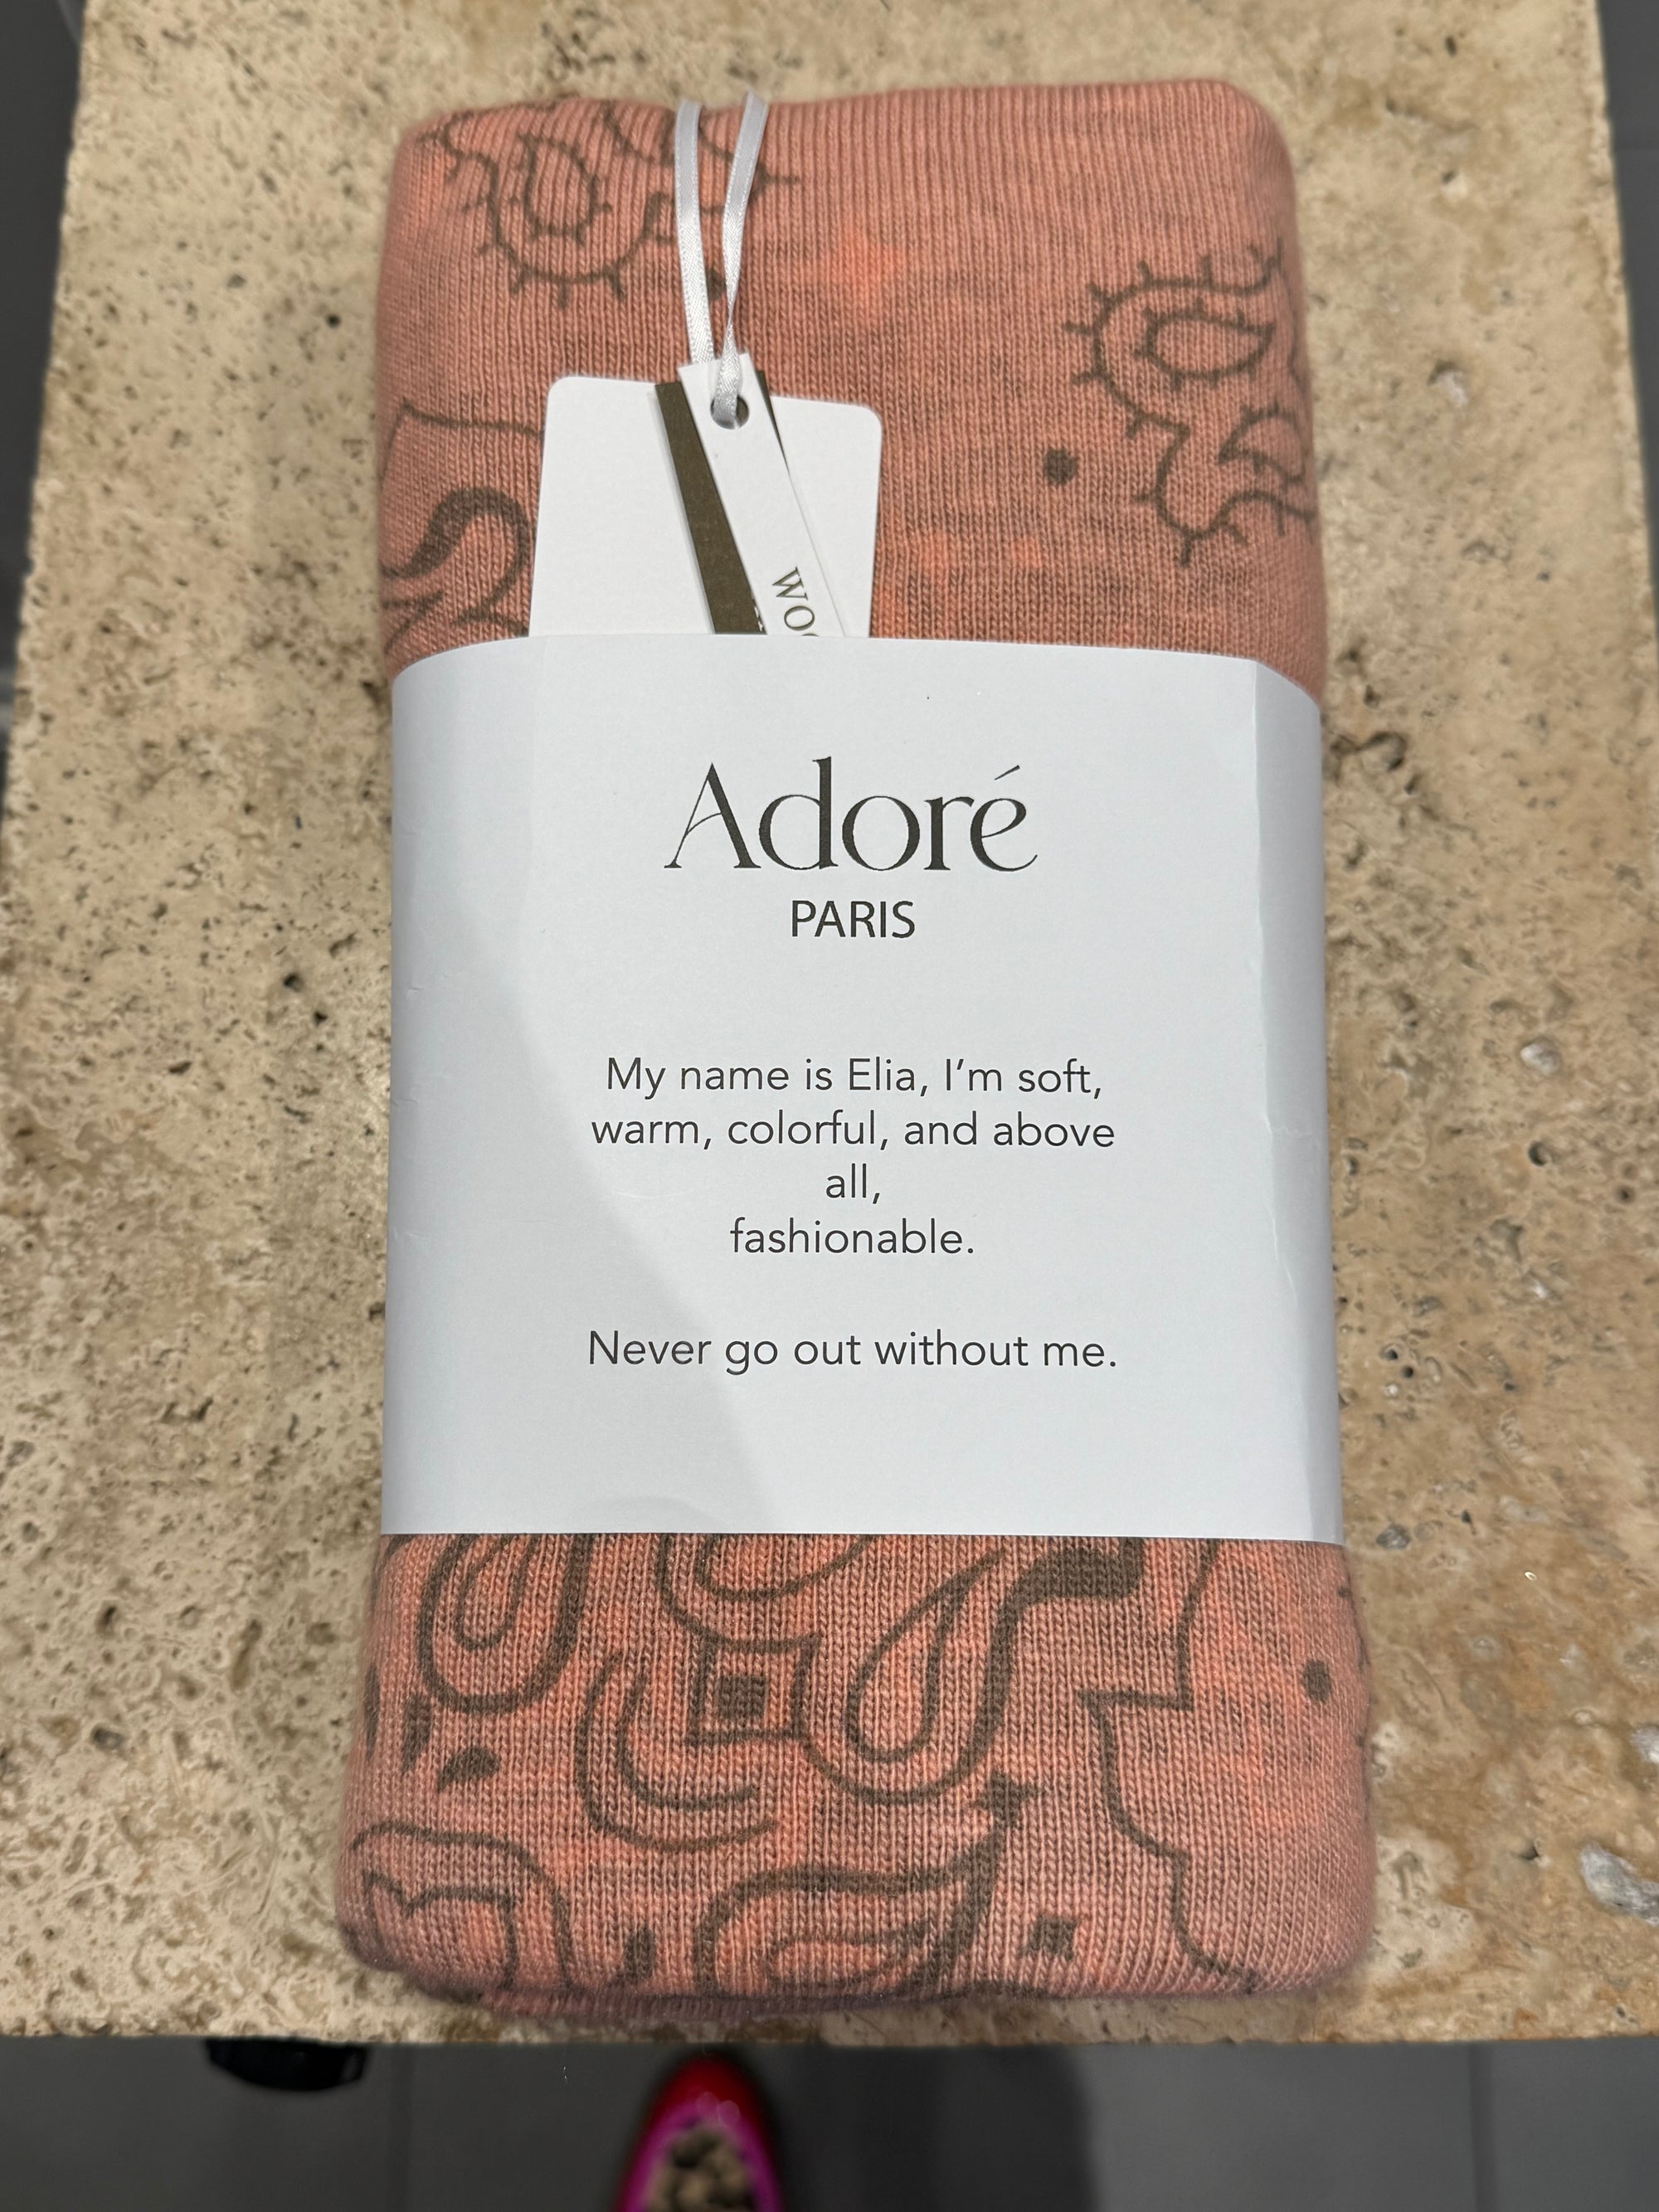 Adoré
PARIS
My name is Elia, I’m soft,
warm, colorful, and above
all,
fashionable.
Never go out without me.